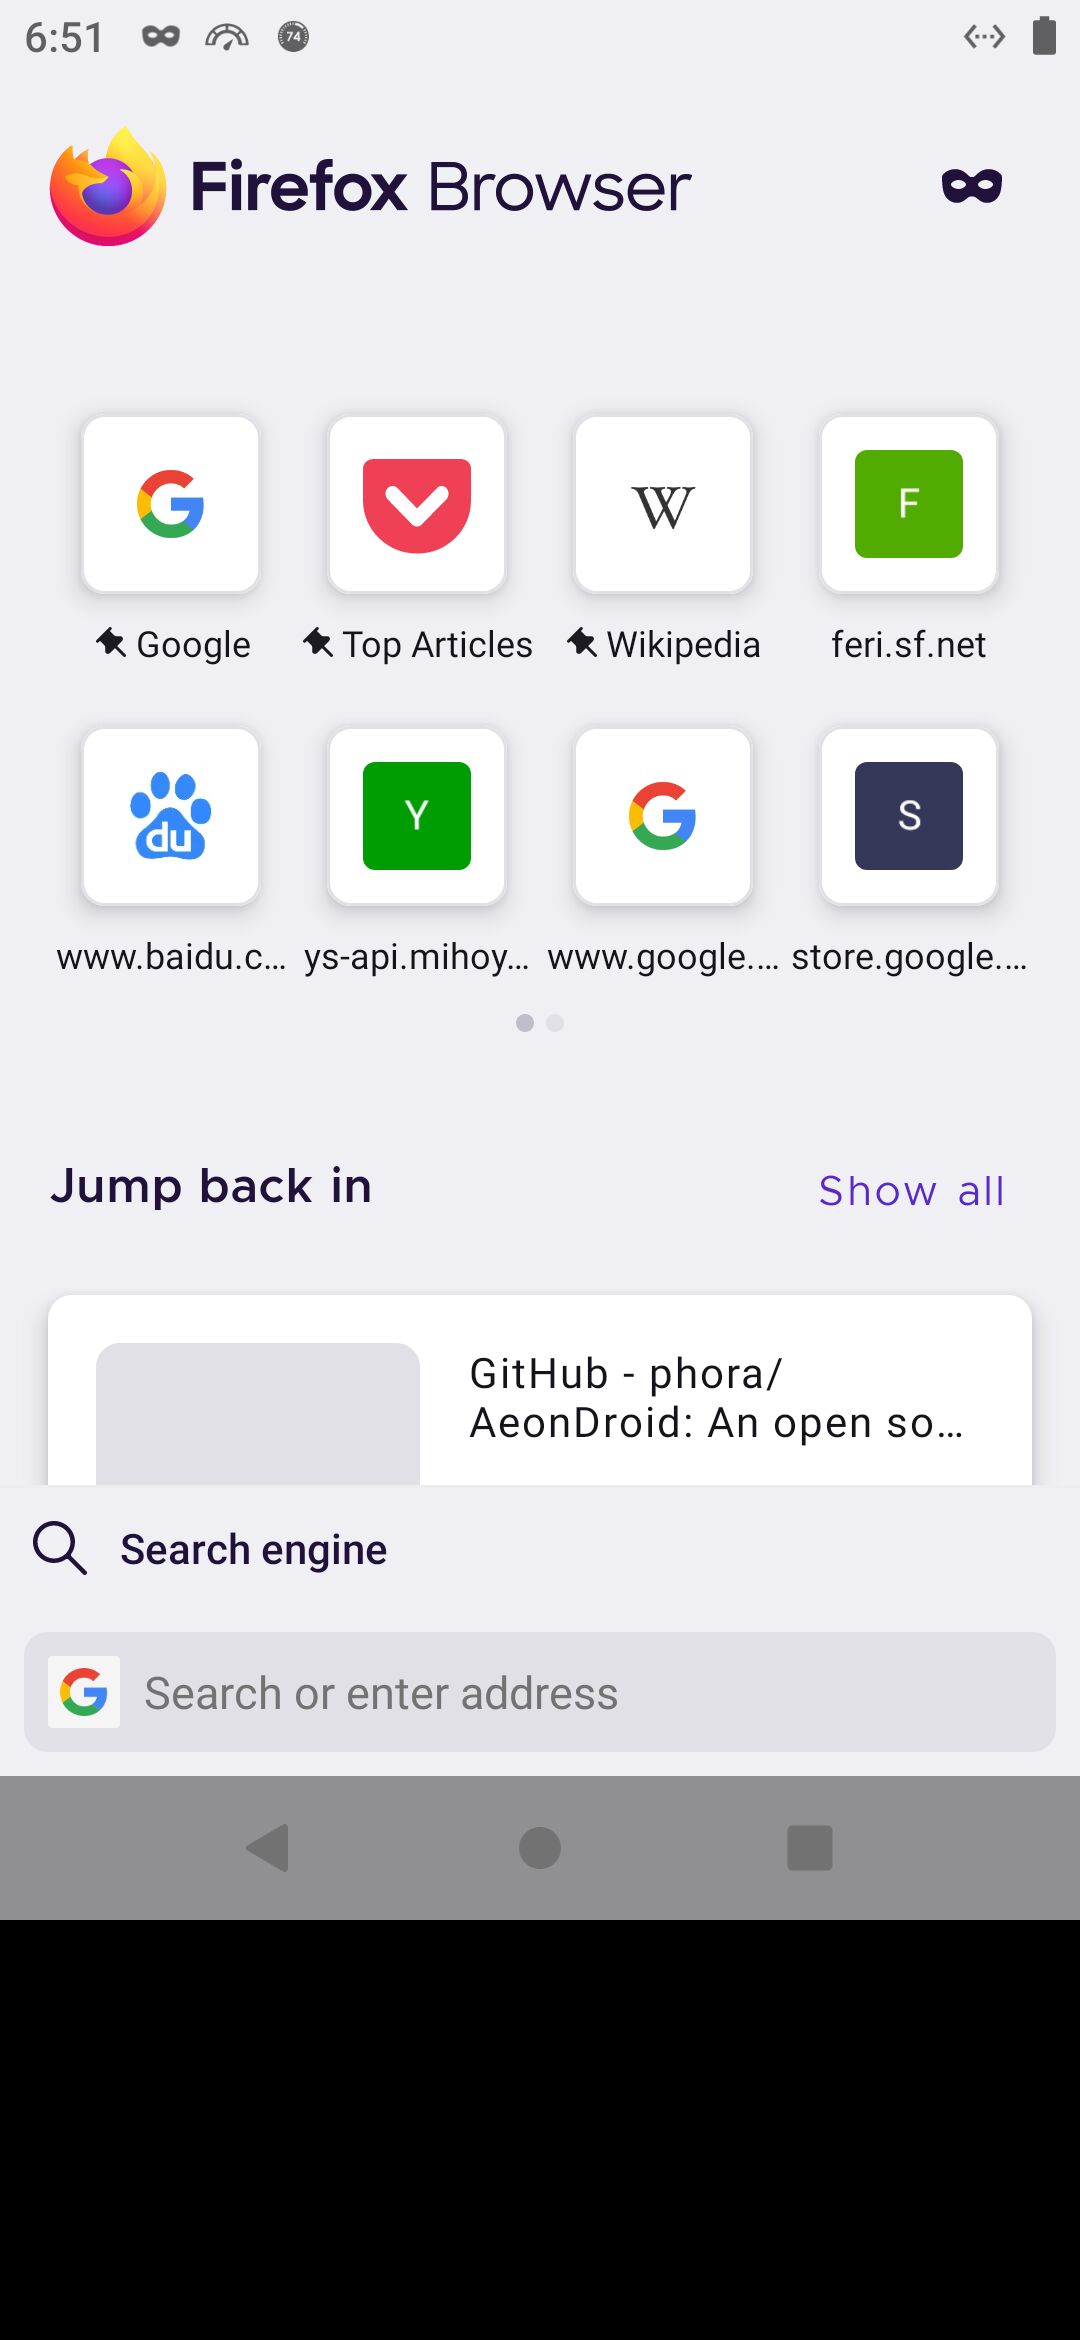 6:51
74
Firefox Browser
F
Google
Top Articles
Wikipedia
feri.sf.net
du
Y
S
www.baidu.c...
ys-api.mihoy...
www.google....
store.google....
Jump back in
Show all
GitHub - phora/
AeonDroid: An open so...
Search engine
Search or enter address